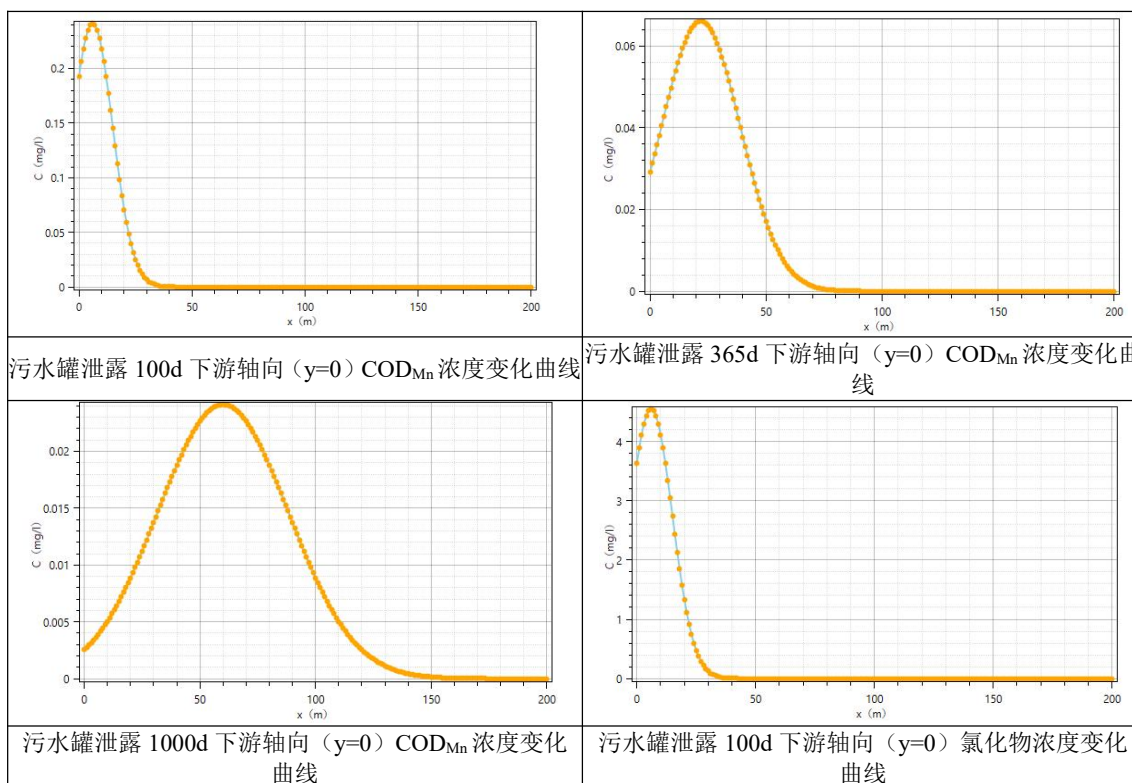 0.2
0.15
0.1
0.05
0
C（mg/l）
0 50 100 150 200
x（m）
0.06
0.04
0.02
0
C（mg/l）
0 50 100 150 200
x（m）
污水罐泄露 100d 下游轴向（y=0）CODMn 浓度变化曲线
污水罐泄露 365d 下游轴向（y=0）CODMn 浓度变化曲
线
0.02
0.015
0.01
0.005
0
C（mg/l）
0 50 100 150 200
x（m）
4
3
2
1
0
C（mg/l）
0 50 100 150 200
x（m）
污水罐泄露 1000d 下游轴向（y=0）CODMn 浓度变化
曲线
污水罐泄露 100d 下游轴向（y=0）氯化物浓度变化
曲线